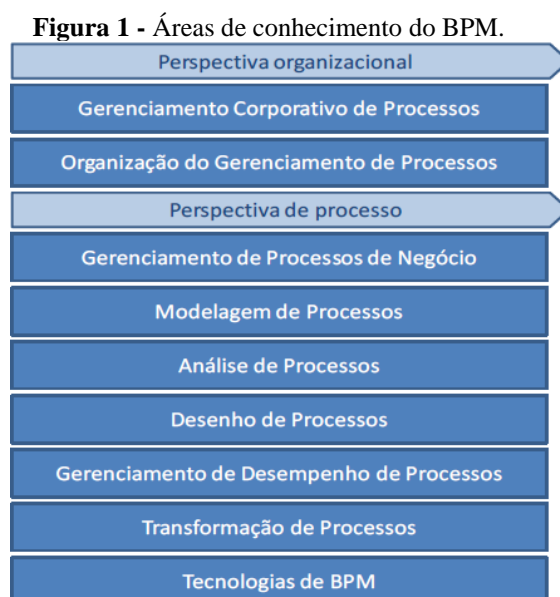 Figura 1 - Áreas de conhecimento do BPM.
Perspectiva organizacional
Gerenciamento Corporativo de Processos
Organização do Gerenciamento de Processos
Perspectiva de processo
Gerenciamento de Processos de Negócio
Modelagem de Processos
Análise de Processos
Desenho de Processos
Gerenciamento de Desempenho de Processos
Transformação de Processos
Tecnologias de BPM